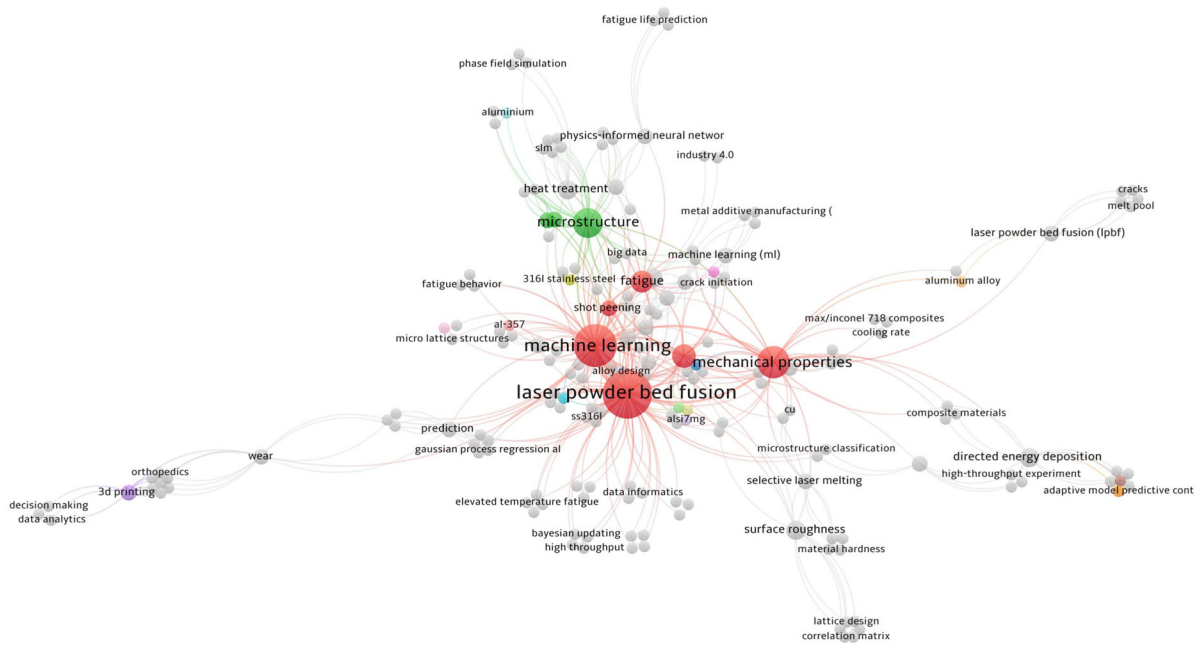 fatigue life prediction
phase field simulation
aluminium
physics-informed neural networ
slm
industry 4.0
heat treatment
cracks
melt pool
microstructure
metal additive manufacturing (
laser powder bed fusion (lpbf)
big data
machine learning (ml)
316l stainless steel
fatigue
crack initiation
aluminum alloy
fatigue behavior
shot peening
max/inconel 718 composites
al-357
cooling rate
micro lattice structures
machine learning
mechanical properties
alloy design
laser powder bed fusion
ss316l
alsi7mg
cu
composite materials
prediction
gaussian process regression al
microstructure classification
wear
directed energy deposition
orthopedics
high-throughput experiment
selective laser melting
3d printing
data informatics
adaptive model predictive cont
decision making
elevated temperature fatigue
data analytics
surface roughness
bayesian updating
high throughput
material hardness
lattice design
correlation matrix